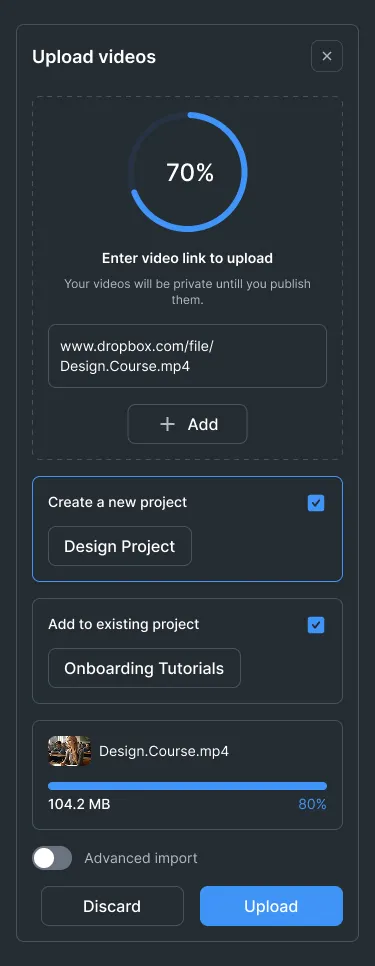 Upload videos
70%
Enter video link to upload
Your videos will be private untill you publish
them.
www.dropbox.com/file/
Design.Course.mp4
Add
Create a new project
Design Project
Add to existing project
Onboarding Tutorials
Design.Course.mp4
104.2 MB 80%
Advanced import
Discard Upload